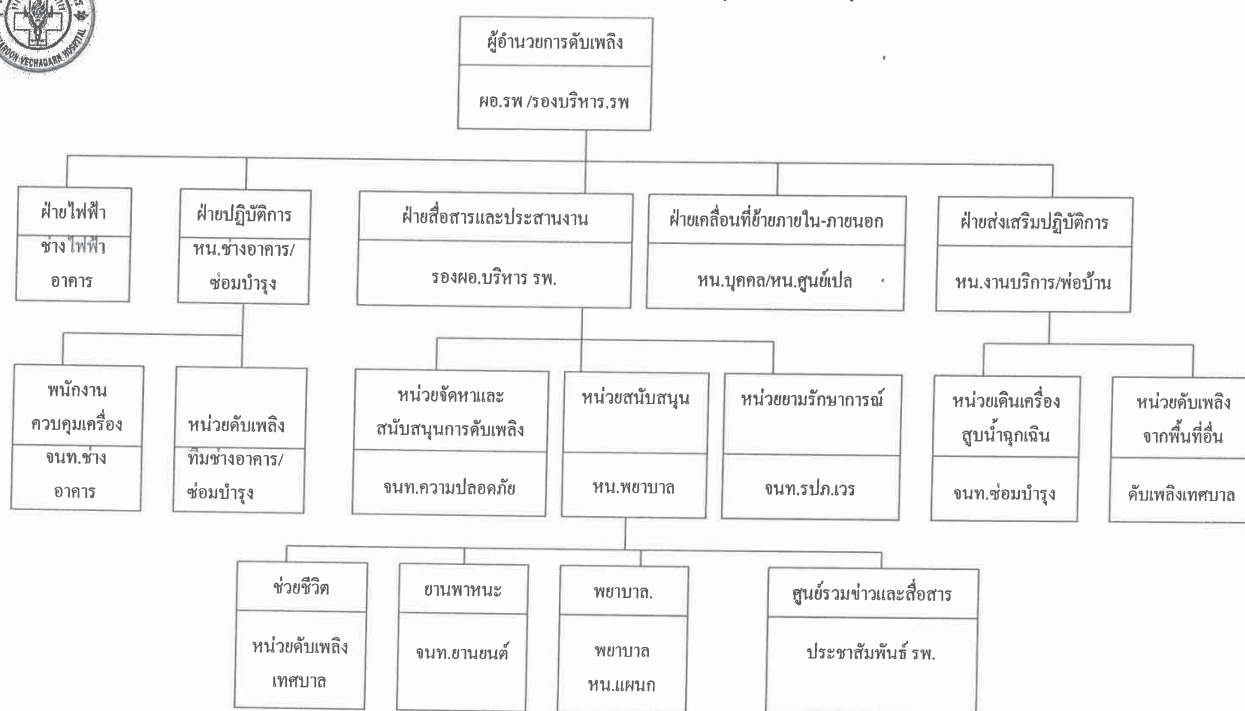 ผู้อำนวยการดับเพลิง
ผอ.รพ /รองบริหาร.รพ
ฝ่ายไฟฟ้า
ช่างไฟฟ้า
อาคาร
ฝ่ายปฏิบัติการ
หน.ช่างอาคาร/
ซ่อมบำรุง
ฝ่ายสื่อสารและประสานงาน
รองผอ.บริหาร รพ.
ฝ่ายเคลื่อนที่ย้ายภายใน-ภายนอก
หน.บุคคล/หน.ศูนย์เปล
ฝ่ายส่งเสริมปฏิบัติการ
หน.งานบริการ/พ่อบ้าน
พนักงาน
ควบคุมเครื่อง
จนท.ช่าง
อาคาร
หน่วยดับเพลิง
ทีมช่างอาคาร/
ซ่อมบำรุง
หน่วยจัดหาและ
สนับสนุนการดับเพลิง
จนท.ความปลอดภัย
หน่วยสนับสนุน
หน.พยาบาล
หน่วยยามรักษาการณ์
จนท.รปภ.เวร
หน่วยเดินเครื่อง
สูบน้ำฉุกเฉิน
จนท.ซ่อมบำรุง
หน่วยดับเพลิง
จากพื้นที่อื่น
ดับเพลิงเทศบาล
ช่วยชีวิต
หน่วยดับเพลิง
เทศบาล
ยานพาหนะ
จนท.ยานยนต์
พยาบาล.
พยาบาล
หน.แผนก
ศูนย์รวมข่าวและสื่อสาร
ประชาสัมพันธ์ รพ.